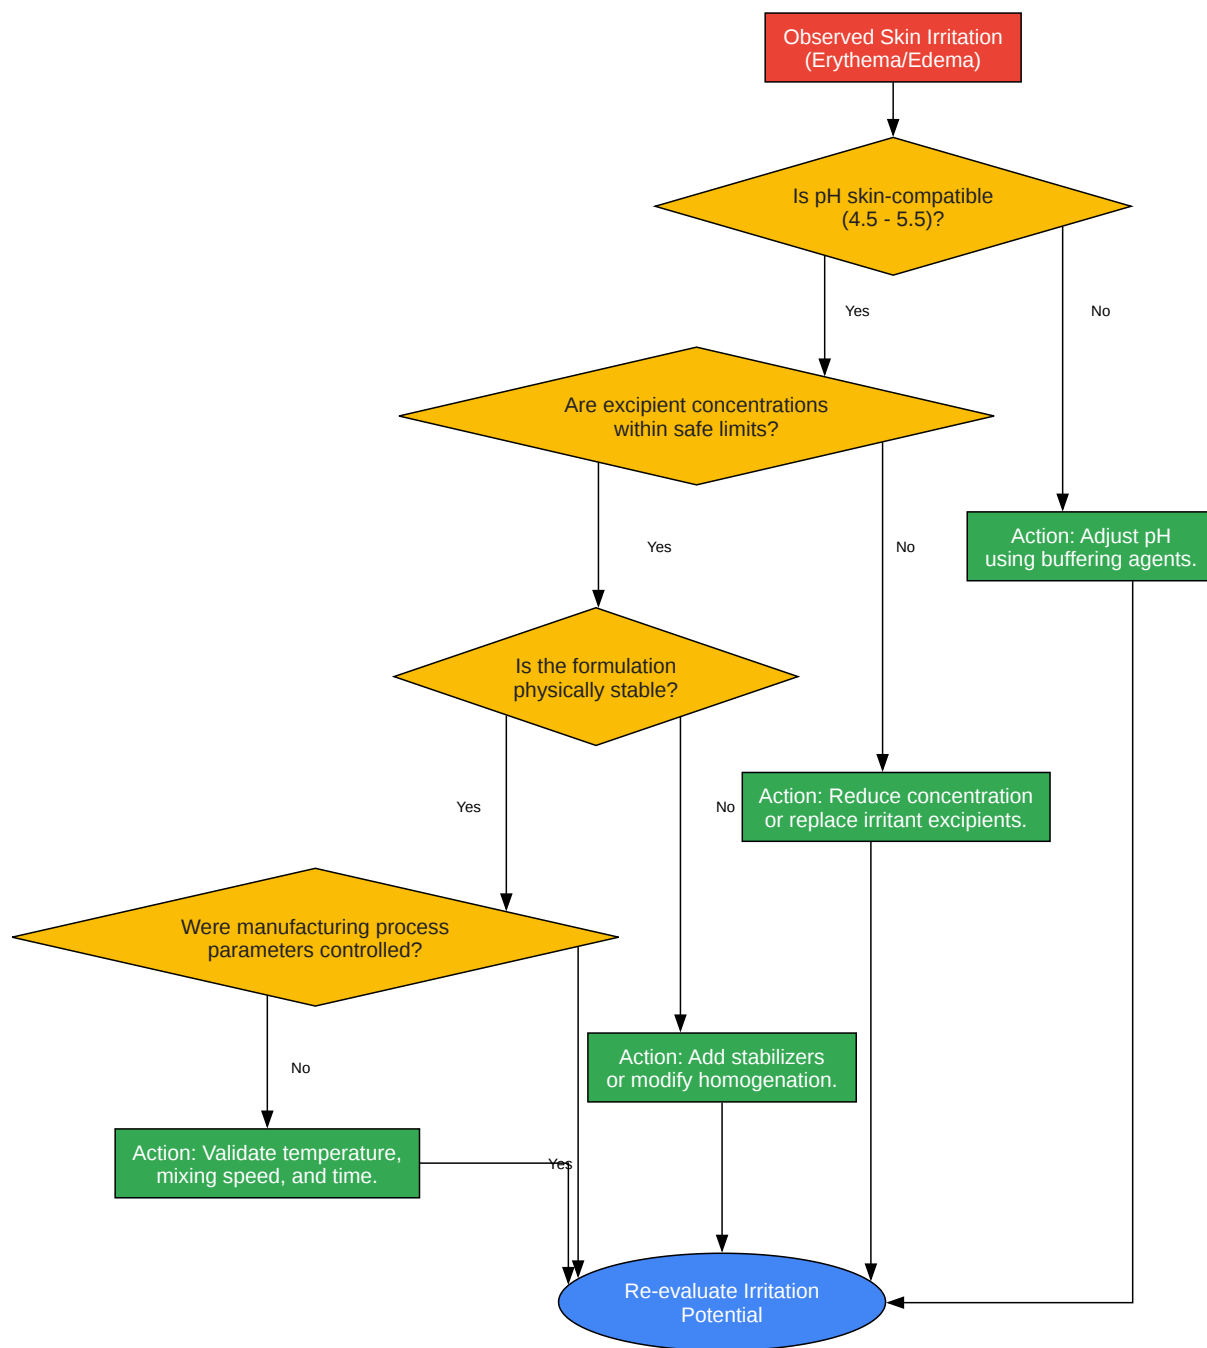 Observed Skin Irritation
(Erythema/Edema)
Is pH skin-compatible
(4.5 - 5.5)?
Yes
No
Are excipient concentrations
within safe limits?
Yes
No
Action: Adjust pH
using buffering agents.
Is the formulation
physically stable?
Yes
No
Action: Reduce concentration
or replace irritant excipients.
Were manufacturing process
parameters controlled?
No
Action: Add stabilizers
or modify homogenation.
Action: Validate temperature,
mixing speed, and time.
Yes
Re-evaluate Irritation
Potential